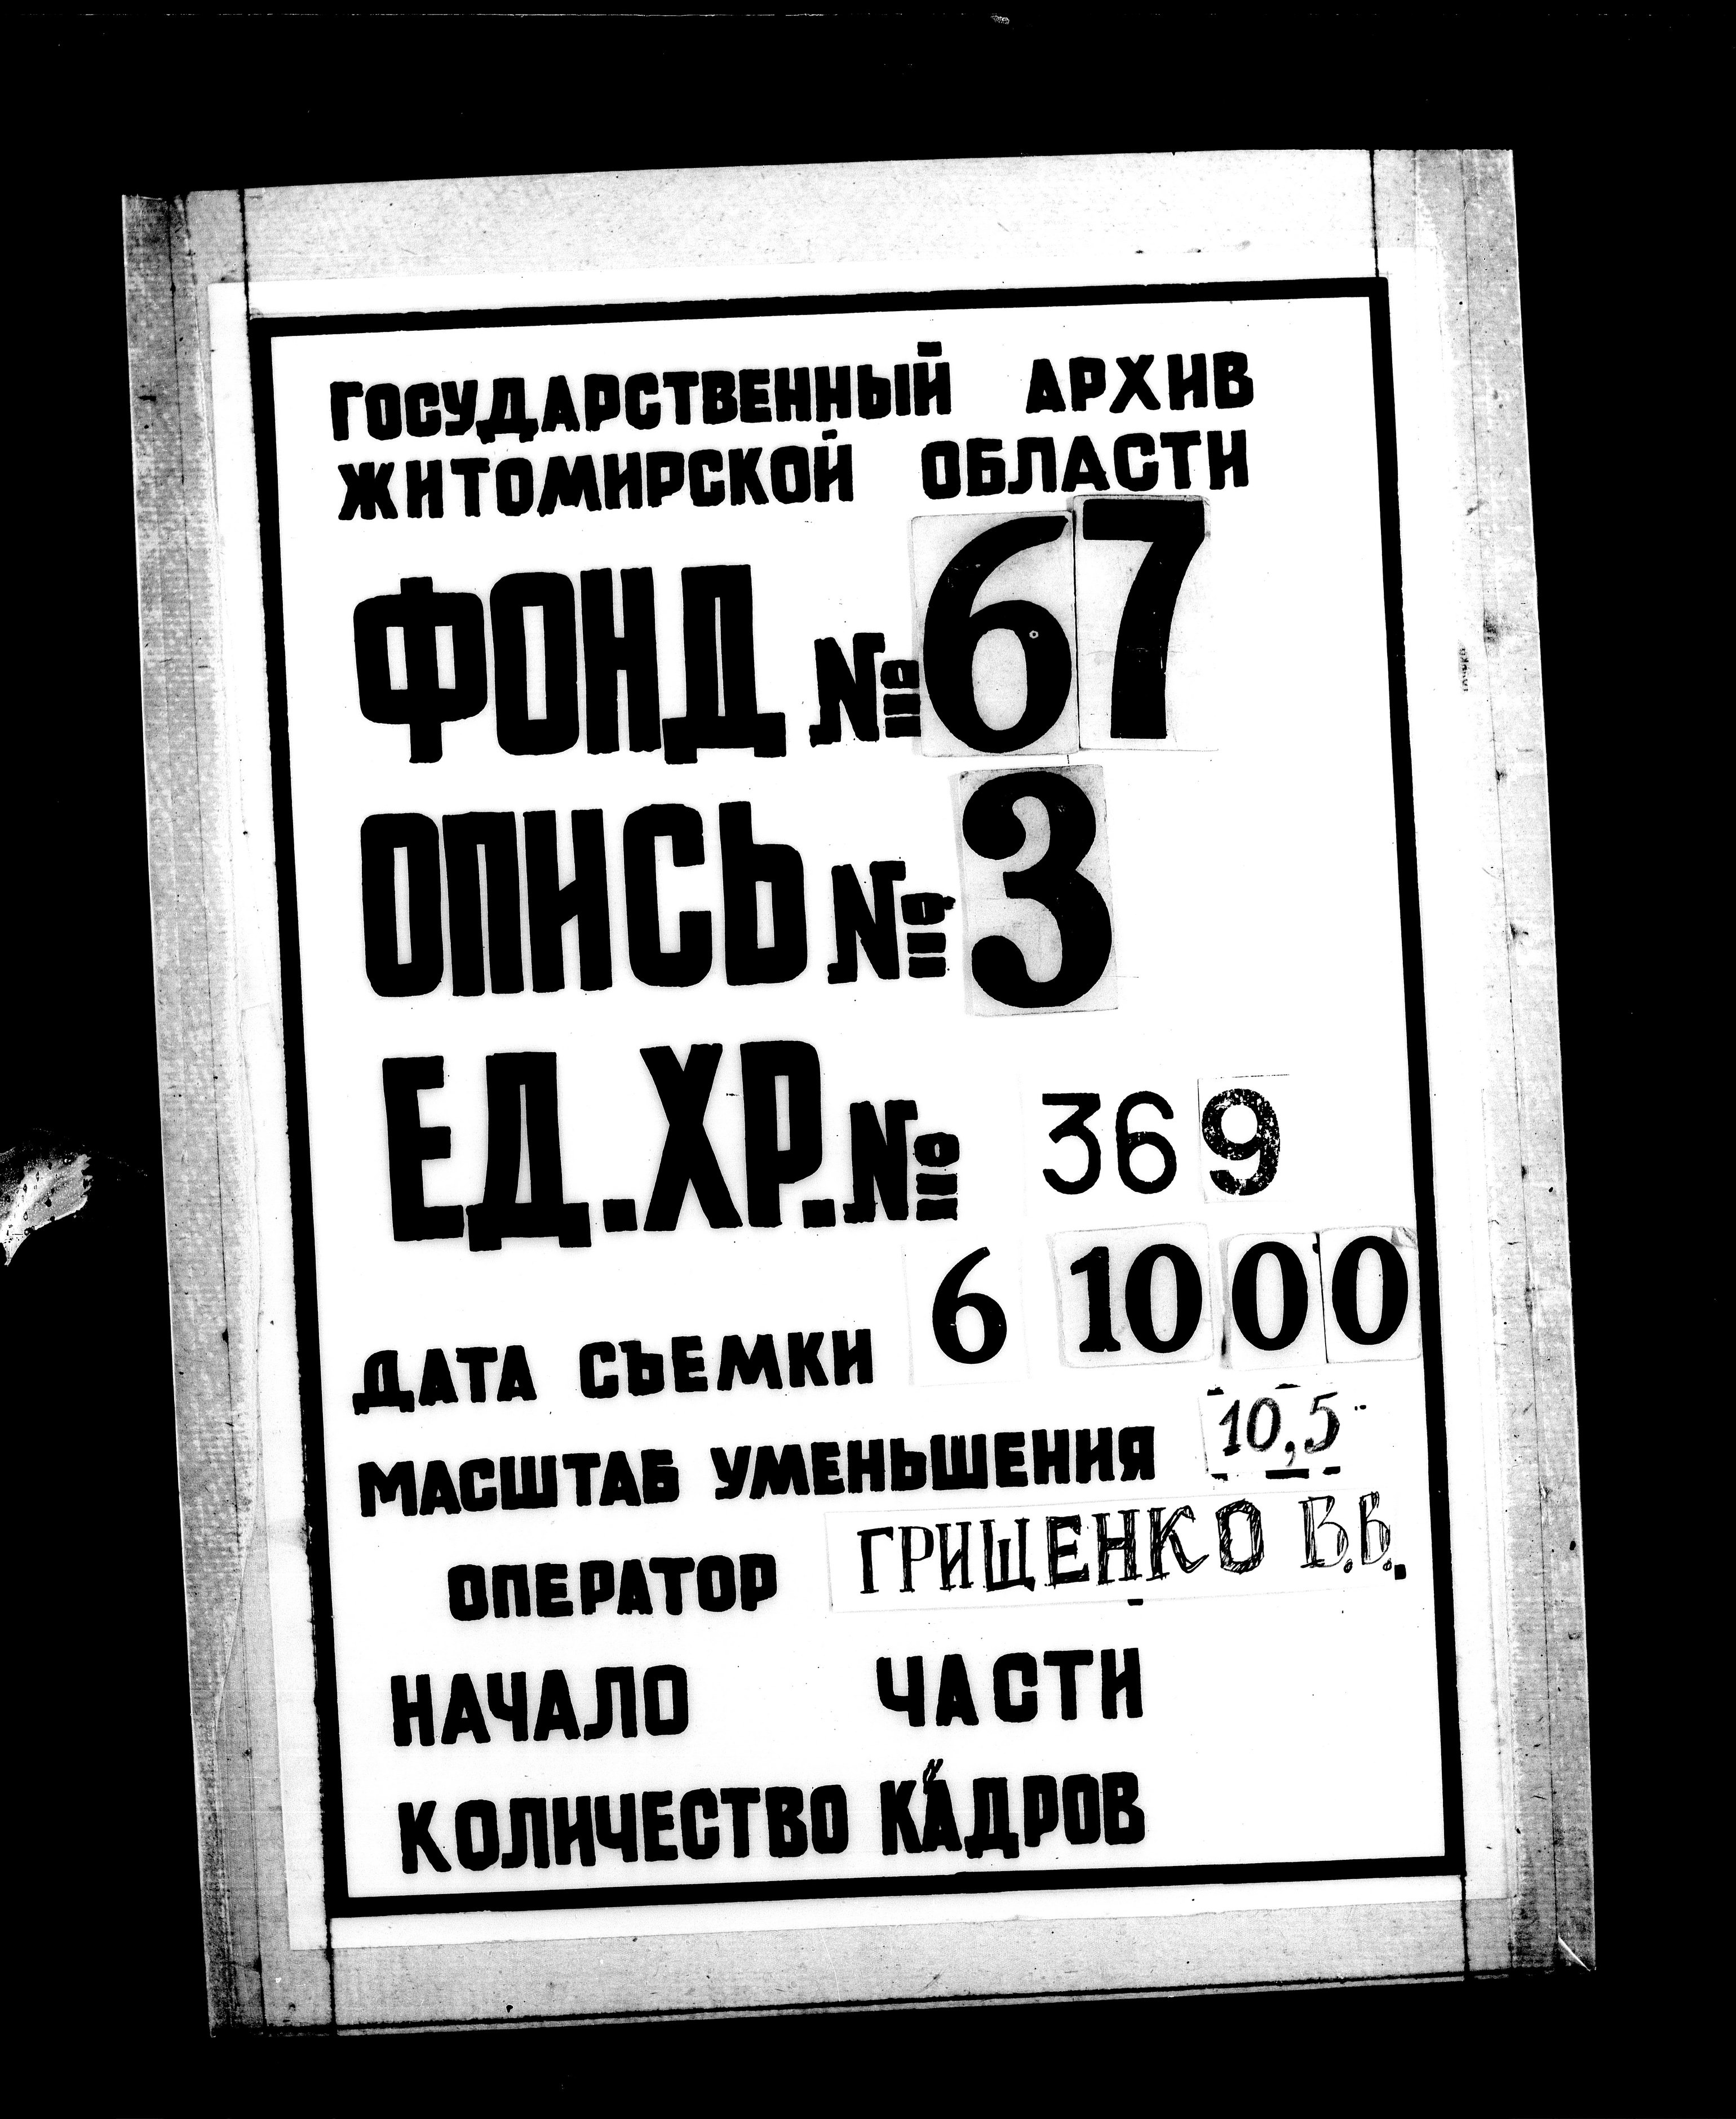 ГОСУДАРСТВЕННЫЙ АРХИВ
ЖИТОМИРСКОЙ ОБЛАСТИ
ФОНД № 67
ОПИСЬ № 3
ЕД.ХР.№ 369
ДАТА СЪЕМКИ 6 10 00
МАСШТАБ УМЕНЬШЕНИЯ 10,5
ОПЕРАТОР ГРИЩЕНКО В.В.
НАЧАЛО ЧАСТИ
КОЛИЧЕСТВО КАДРОВ